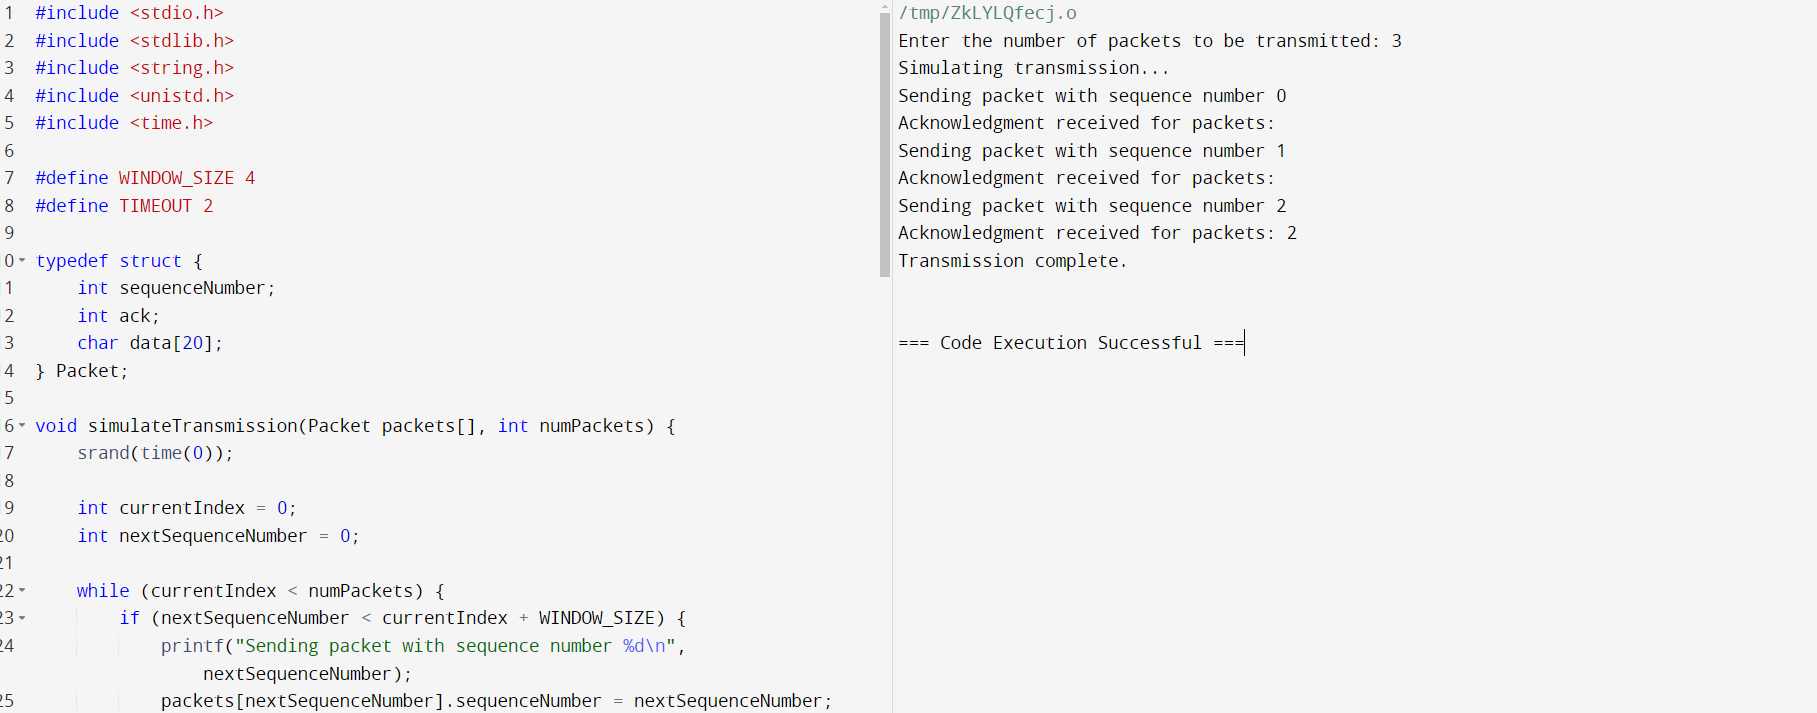 1 #include <stdio.h>
2 #include <stdlib.h>
3 #include <string.h>
4 #include <unistd.h>
5 #include <time.h>
6
7 #define WINDOW_SIZE 4
8 #define TIMEOUT 2
9
0 typedef struct {
1     int sequenceNumber;
2     int ack;
3     char data[20];
4 } Packet;
5
6 void simulateTransmission(Packet packets[], int numPackets) {
7     srand(time(0));
8
9     int currentIndex = 0;
20     int nextSequenceNumber = 0;
21
22     while (currentIndex < numPackets) {
23         if (nextSequenceNumber < currentIndex + WINDOW_SIZE) {
24             printf("Sending packet with sequence number %d\n",
                nextSequenceNumber);
25             packets[nextSequenceNumber].sequenceNumber = nextSequenceNumber;
/tmp/ZkLYLQfecj.o
Enter the number of packets to be transmitted: 3
Simulating transmission...
Sending packet with sequence number 0
Acknowledgment received for packets:
Sending packet with sequence number 1
Acknowledgment received for packets:
Sending packet with sequence number 2
Acknowledgment received for packets: 2
Transmission complete.
=== Code Execution Successful ===